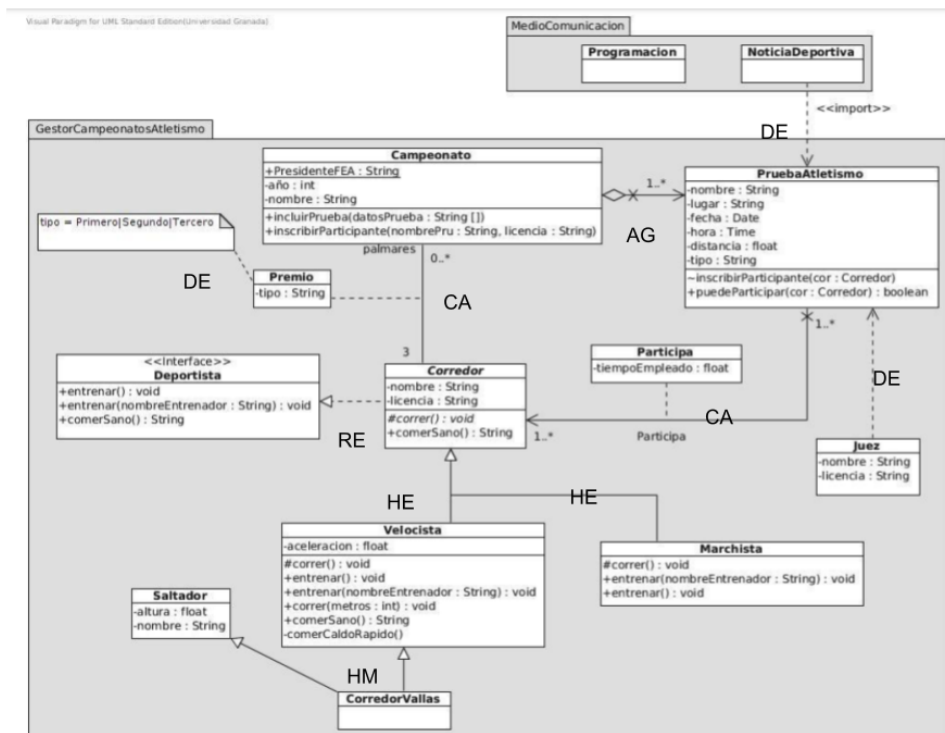 Visual Paradigm for UML Standard Edition(Universidad Granada)
MedioComunicacion
Programacion
NoticiaDeportiva
<<import>>
DE
GestorCampeonatosAtletismo
Campeonato
+PresidenteFEA : String
-año : int
-nombre : String
+incluirPrueba(datosPrueba : String [])
+inscribirParticipante(nombrePru : String, licencia : String)
1..*
AG
PruebaAtletismo
-nombre : String
-lugar : String
-fecha : Date
-hora : Time
-distancia : float
-tipo : String
~inscribirParticipante(cor : Corredor)
+puedeParticipar(cor : Corredor) : boolean
tipo = Primero|Segundo|Tercero
DE
Premio
-tipo : String
palmares
0..*
CA
3
1..*
<<Interface>>
Deportista
+entrenar() : void
+entrenar(nombreEntrenador : String) : void
+comerSano() : String
RE
Corredor
-nombre : String
-licencia : String
#correr() : void
+comerSano() : String
Participa
-tiempoEmpleado : float
DE
CA
1..*
Participa
Juez
-nombre : String
-licencia : String
HE
HE
Velocista
-aceleracion : float
#correr() : void
+entrenar() : void
+entrenar(nombreEntrenador : String) : void
+correr(metros : int) : void
+comerSano() : String
-comerCaldoRapido()
Marchista
#correr() : void
+entrenar(nombreEntrenador : String) : void
+entrenar() : void
Saltador
-altura : float
-nombre : String
HM
CorredorVallas